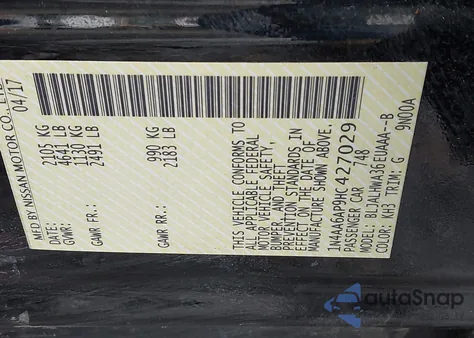 MFD BY NISSAN MOTOR CO., LTD
DATE: 04/17
GVWR: 2105 KG
4641 LB
GAWR FR: 1130 KG
2491 LB
GAWR RR: 990 KG
2183 LB
THIS VEHICLE CONFORMS TO
ALL APPLICABLE FEDERAL
MOTOR VEHICLE SAFETY,
BUMPER, AND THEFT
PREVENTION STANDARDS IN
EFFECT ON THE DATE OF
MANUFACTURE SHOWN ABOVE.
1N4AA6AP9HC427029
PASSENGER CAR 748
MODEL: BLJALHWA36EUAAA--B
COLOR: KH3 TRIM: G 9N00A
autoSnap